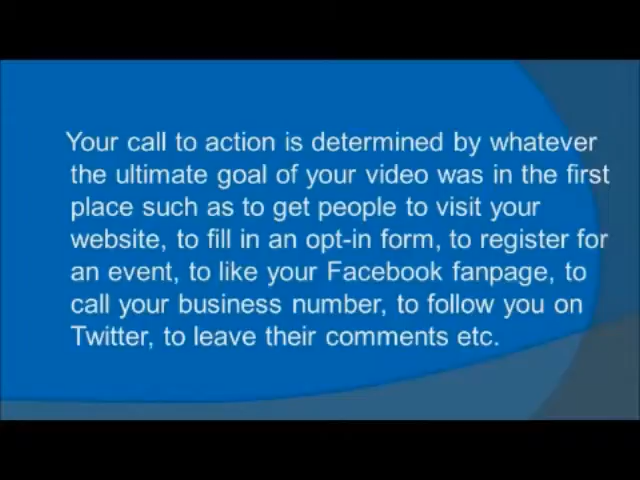 Your call to action is determined by whatever
the ultimate goal of your video was in the first
place such as to get people to visit your
website, to fill in an opt-in form, to register for
an event, to like your Facebook fanpage, to
call your business number, to follow you on
Twitter, to leave their comments etc.